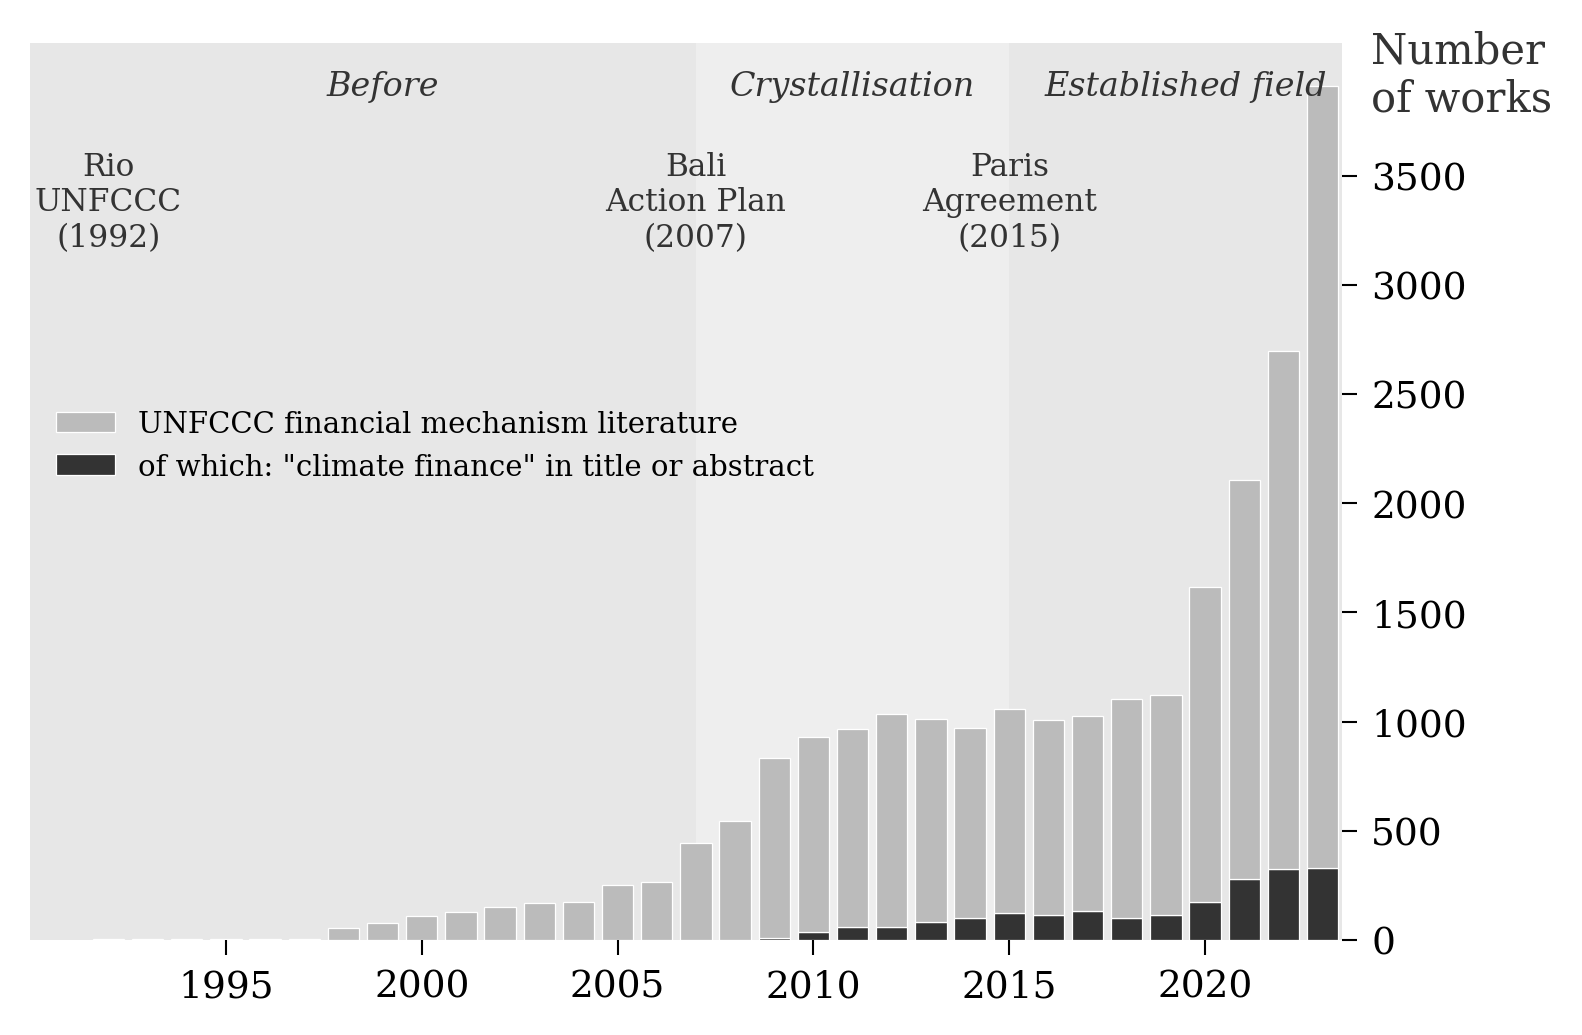 Number
of works
Before
Crystallisation
Established field
Rio
UNFCCC
(1992)
Bali
Action Plan
(2007)
Paris
Agreement
(2015)
UNFCCC financial mechanism literature
of which: "climate finance" in title or abstract
3500
3000
2500
2000
1500
1000
500
0
1995
2000
2005
2010
2015
2020